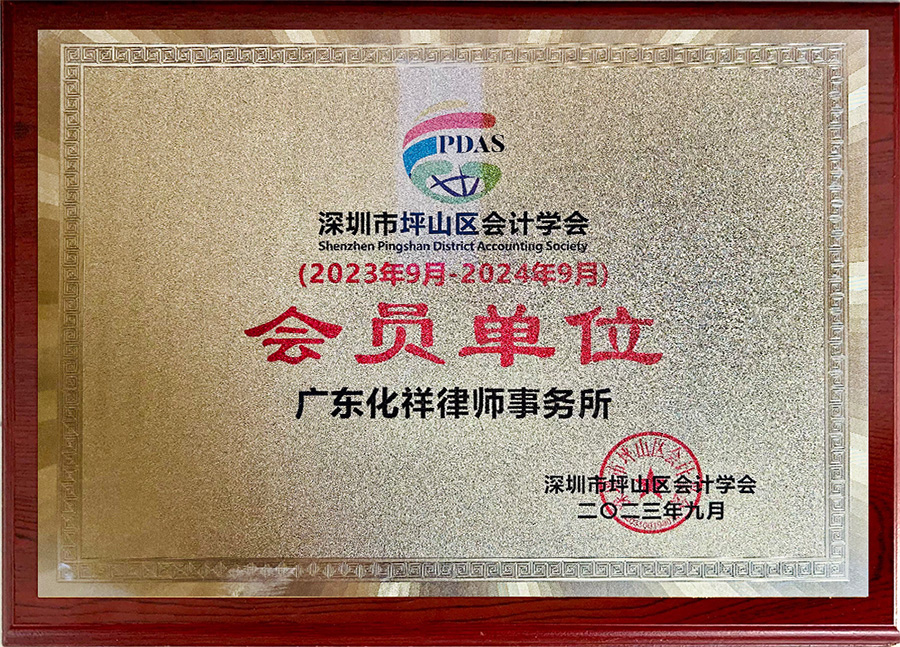 PDAS
深圳市坪山区会计学会
Shenzhen Pingshan District Accounting Society
(2023年9月-2024年9月)
会员单位
广东化祥律师事务所
深圳市坪山区会计学会
二〇二三年九月